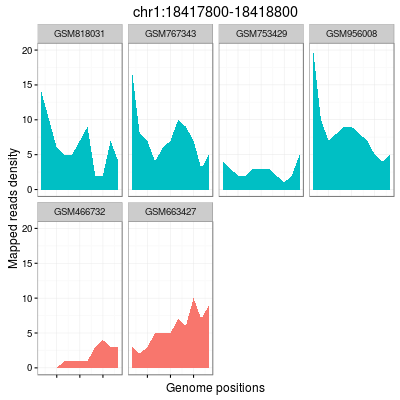 chr1:18417800-18418800
GSM818031 GSM767343 GSM753429 GSM956008
20
15
10
5
0
GSM466732 GSM663427
20
15
10
5
0
Mapped reads density
Genome positions